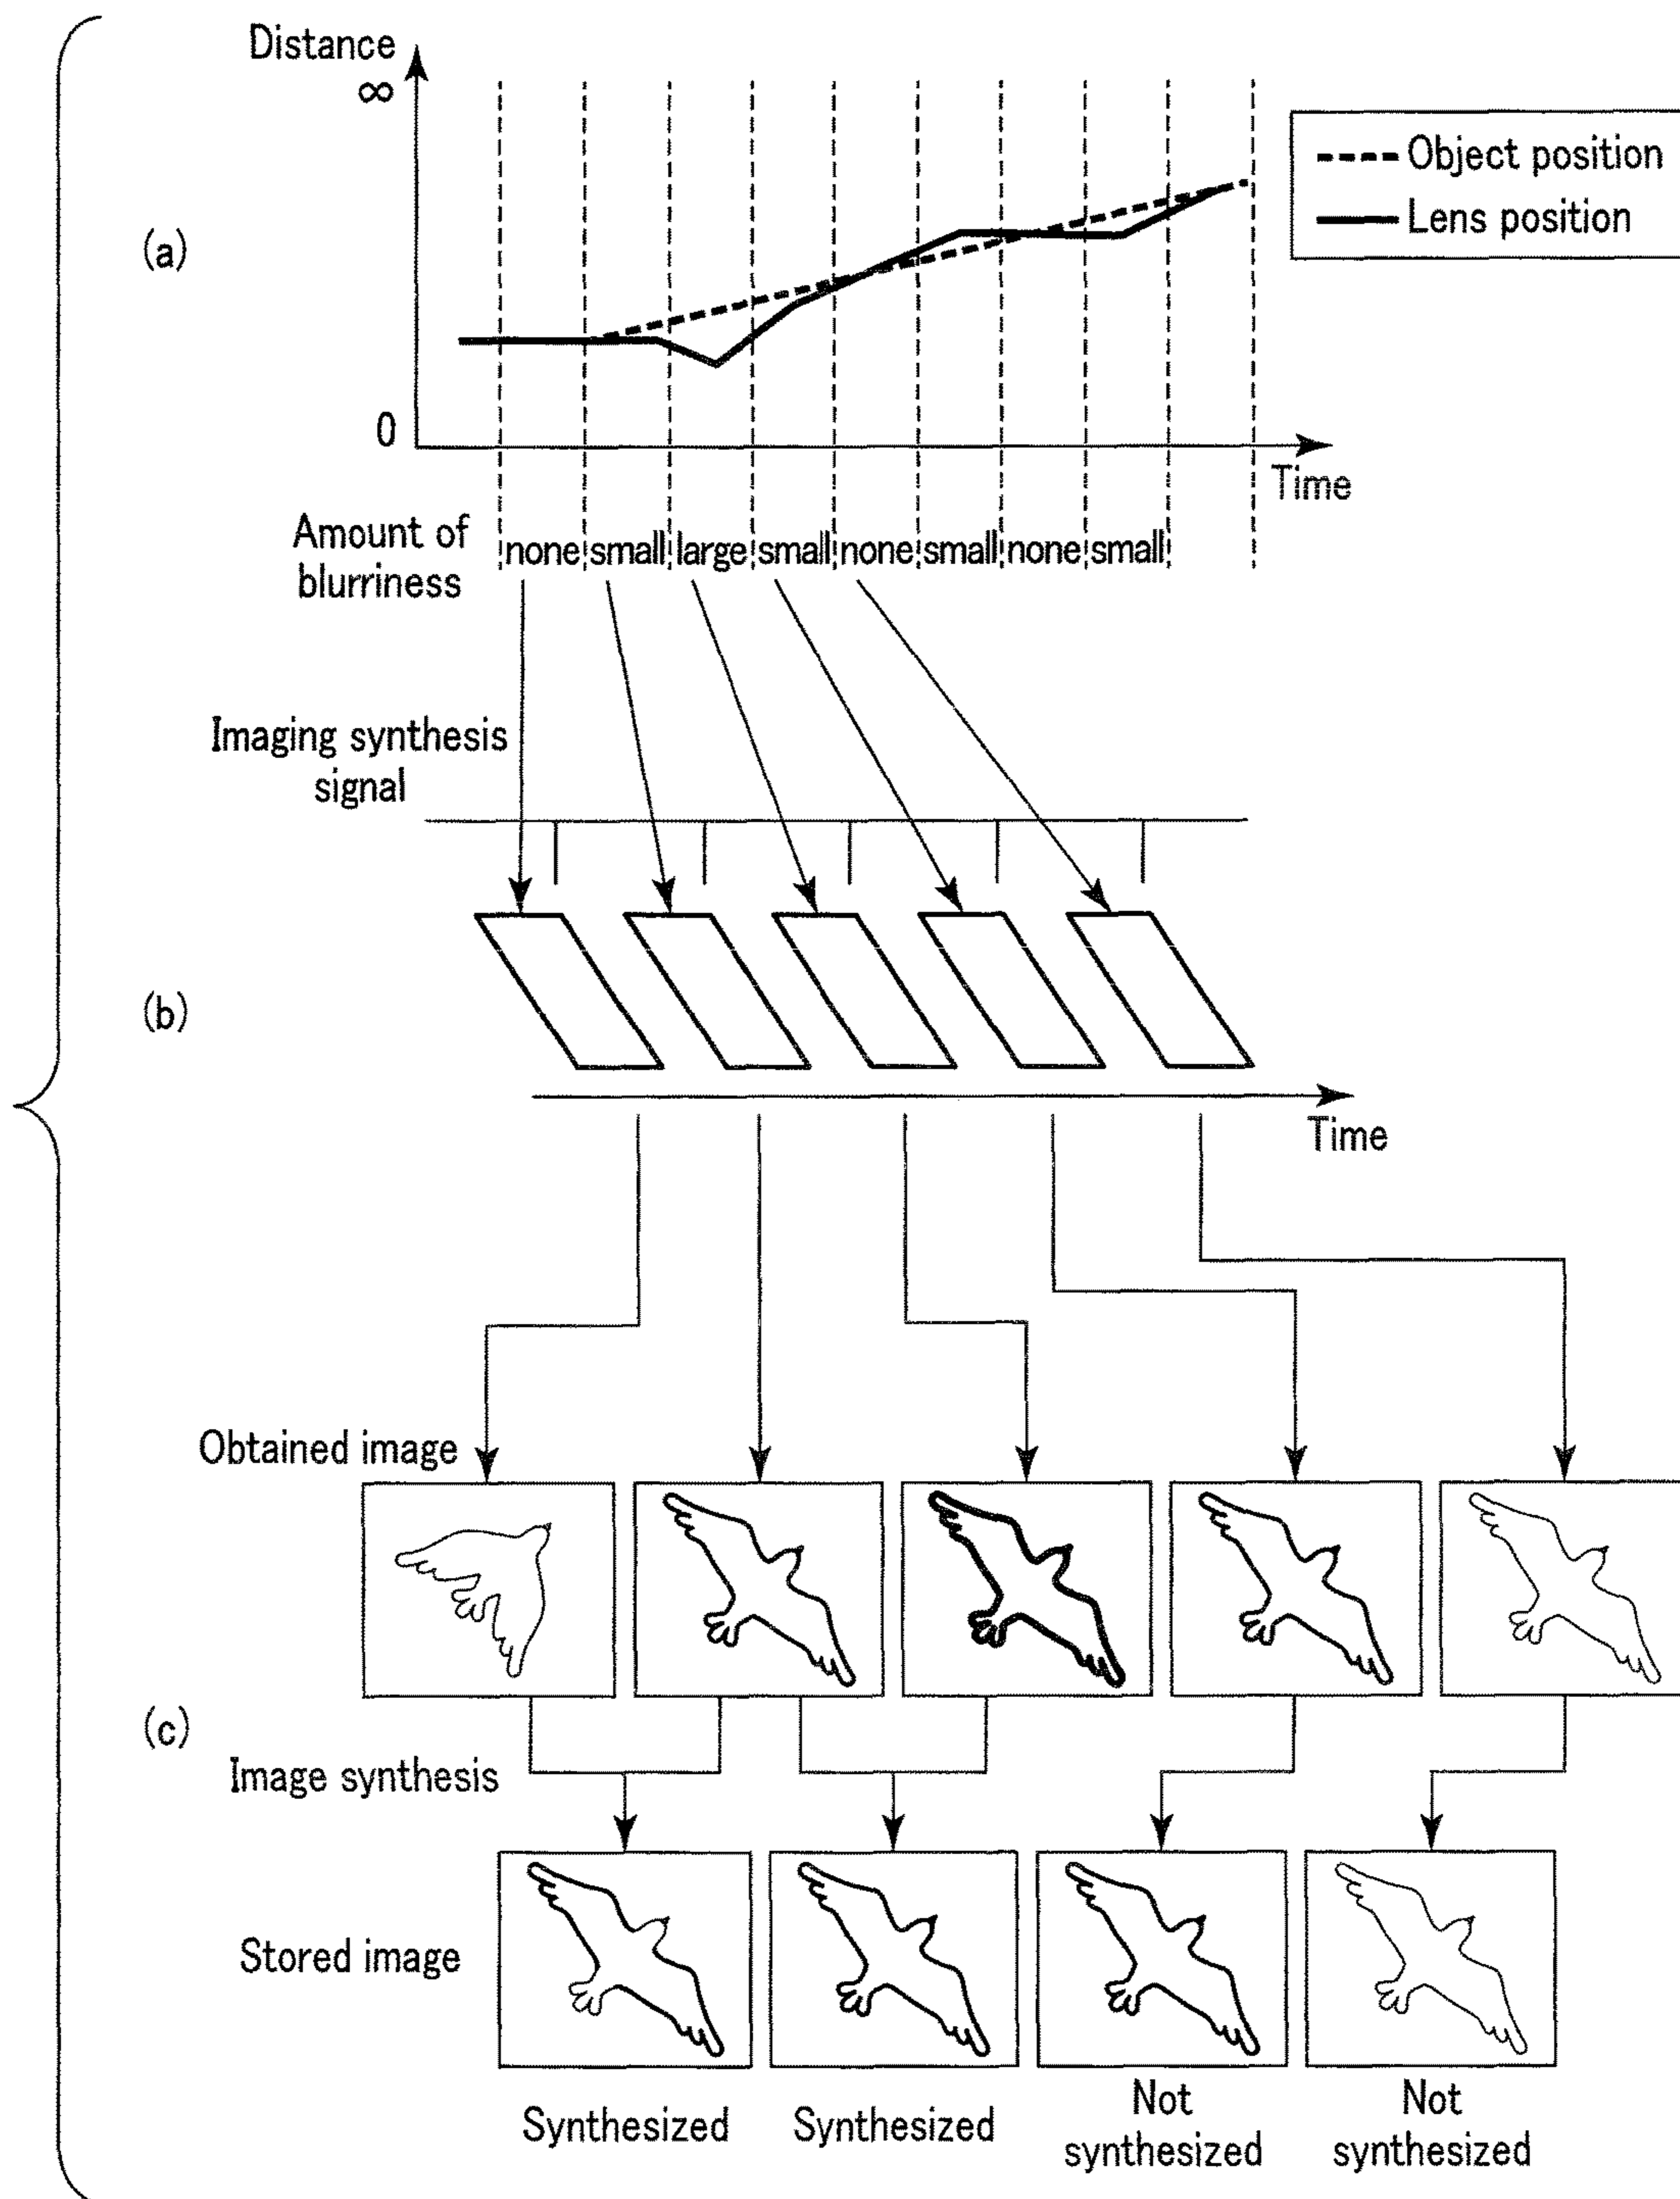 Distance
∞
Object position
Lens position
(a)
0
Time
Amount of
blurriness
none small large small none small none small
Imaging synthesis
signal
(b)
Time
Obtained image
(c)
Image synthesis
Stored image
Synthesized
Synthesized
Not
synthesized
Not
synthesized